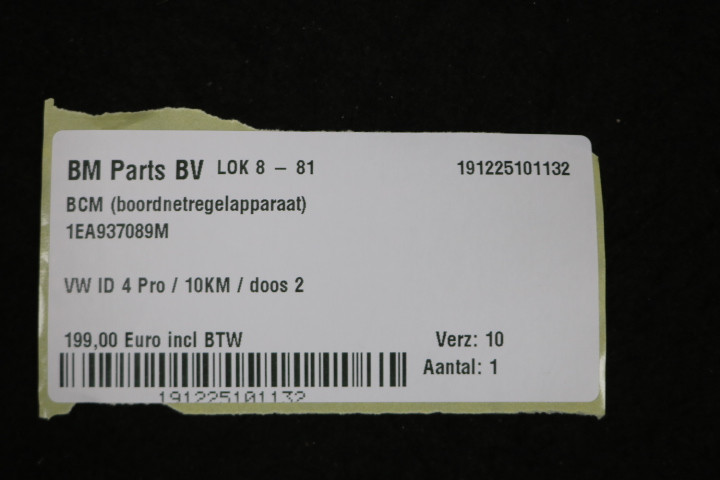 BM Parts BV LOK 8 – 81 191225101132
BCM (boordnetregelapparaat)
1EA937089M
VW ID 4 Pro / 10KM / doos 2
199,00 Euro incl BTW Verz: 10
Aantal: 1
191225101132